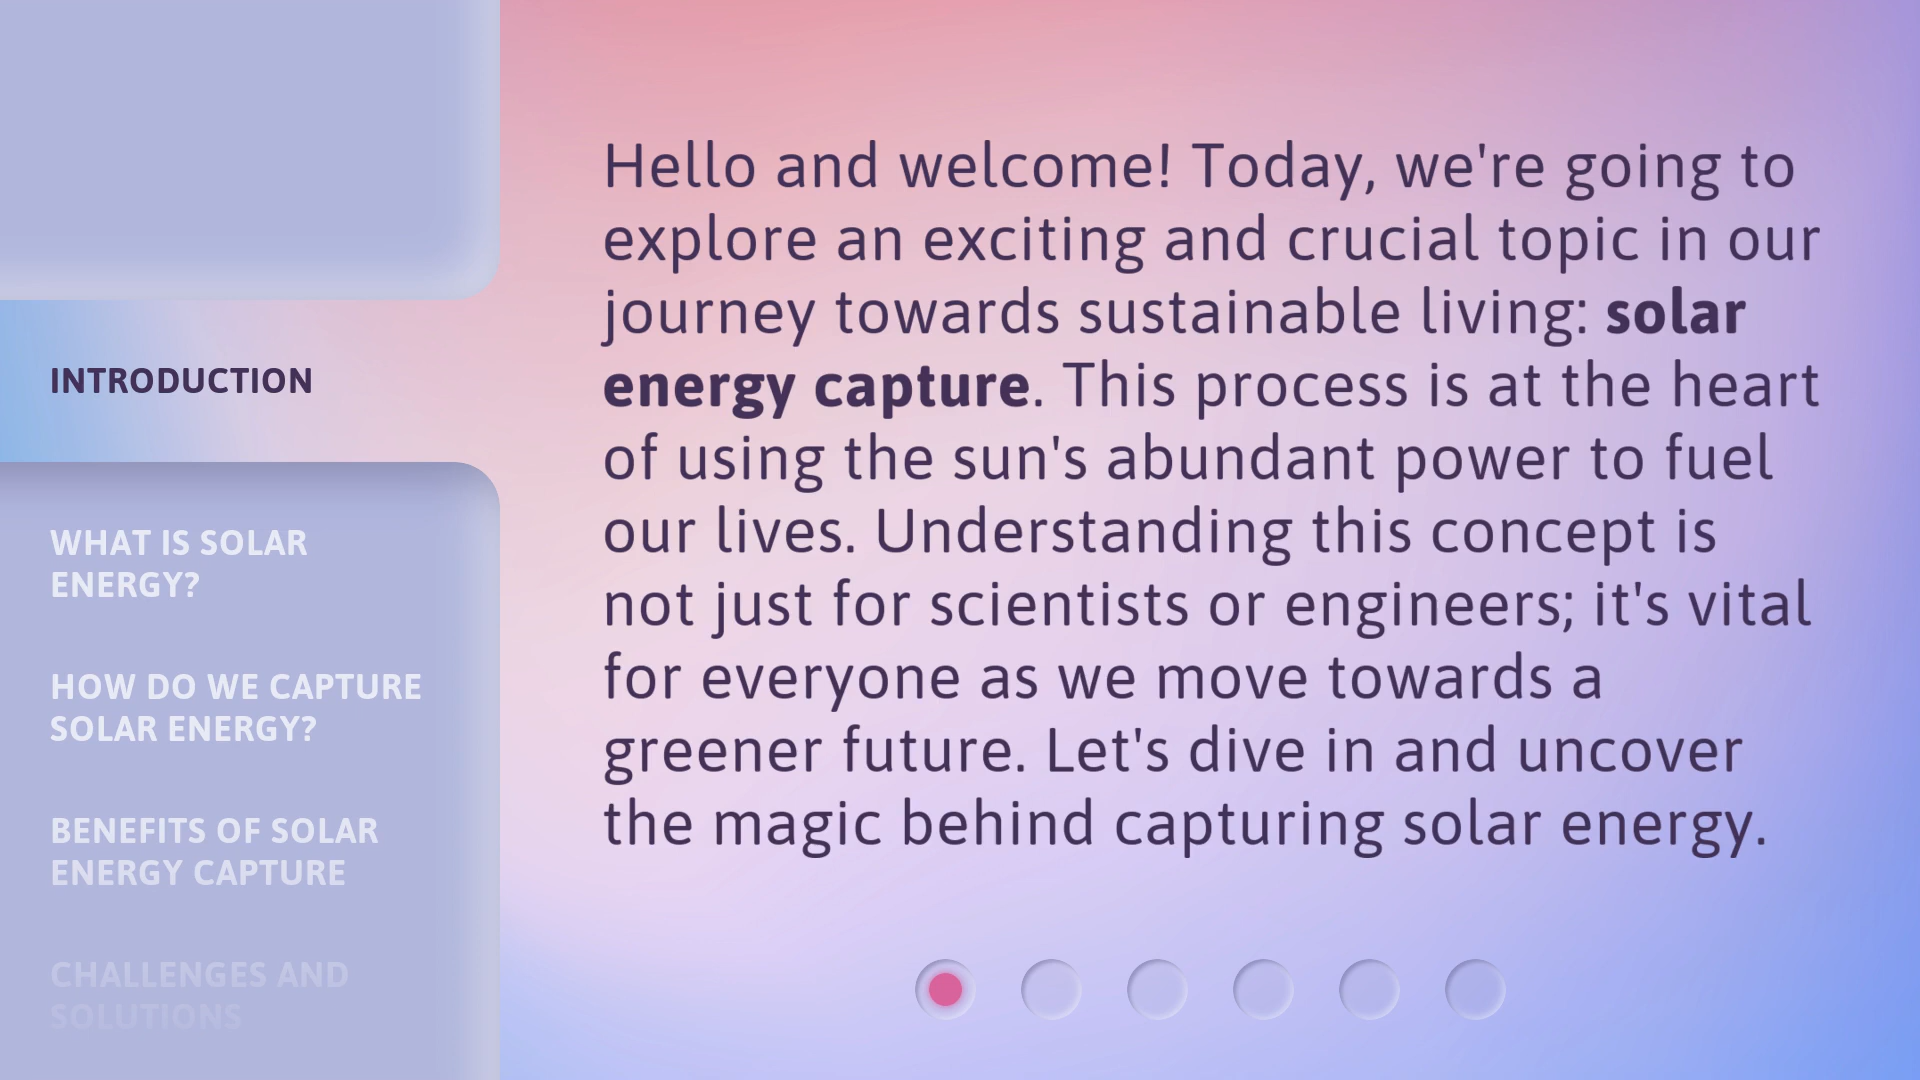 INTRODUCTION
WHAT IS SOLAR
ENERGY?
HOW DO WE CAPTURE
SOLAR ENERGY?
BENEFITS OF SOLAR
ENERGY CAPTURE
CHALLENGES AND
SOLUTIONS
Hello and welcome! Today, we're going to
explore an exciting and crucial topic in our
journey towards sustainable living: solar
energy capture. This process is at the heart
of using the sun's abundant power to fuel
our lives. Understanding this concept is
not just for scientists or engineers; it's vital
for everyone as we move towards a
greener future. Let's dive in and uncover
the magic behind capturing solar energy.